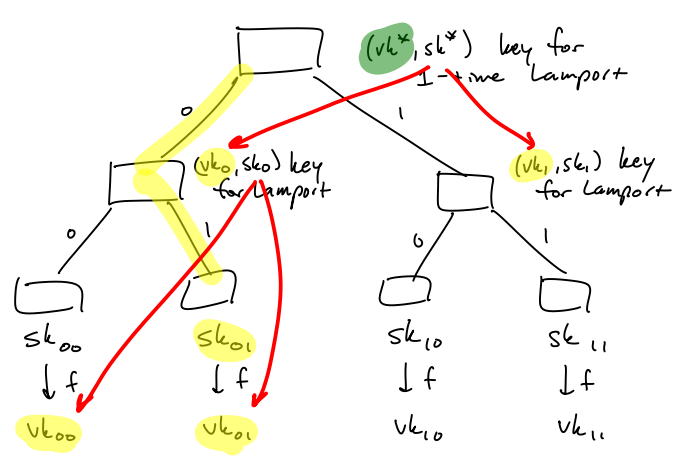 (vk*, sk*) key for
1-time Lamport
0
1
(vk₀, sk₀) key
for Lamport
(vk₁, sk₁) key
for Lamport
0
1
0
1
sk₀₀
sk₀₁
sk₁₀
sk₁₁
↓ f
↓ f
↓ f
↓ f
vk₀₀
vk₀₁
vk₁₀
vk₁₁